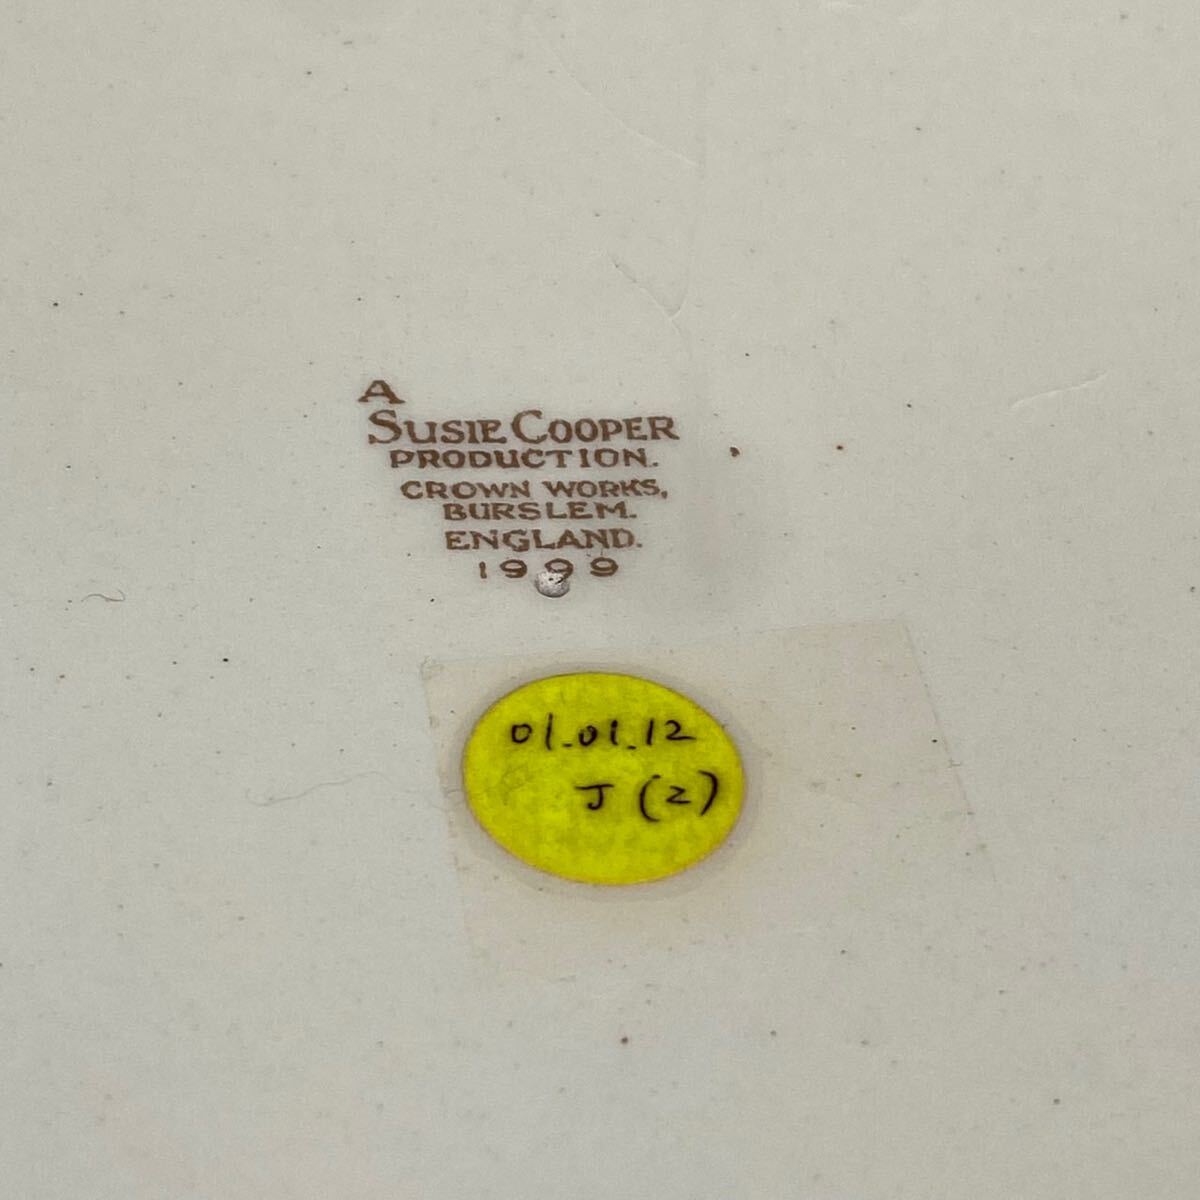 A
SUSIE COOPER
PRODUCTION.
CROWN WORKS,
BURSLEM.
ENGLAND.
1999
01.01.12
J (2)